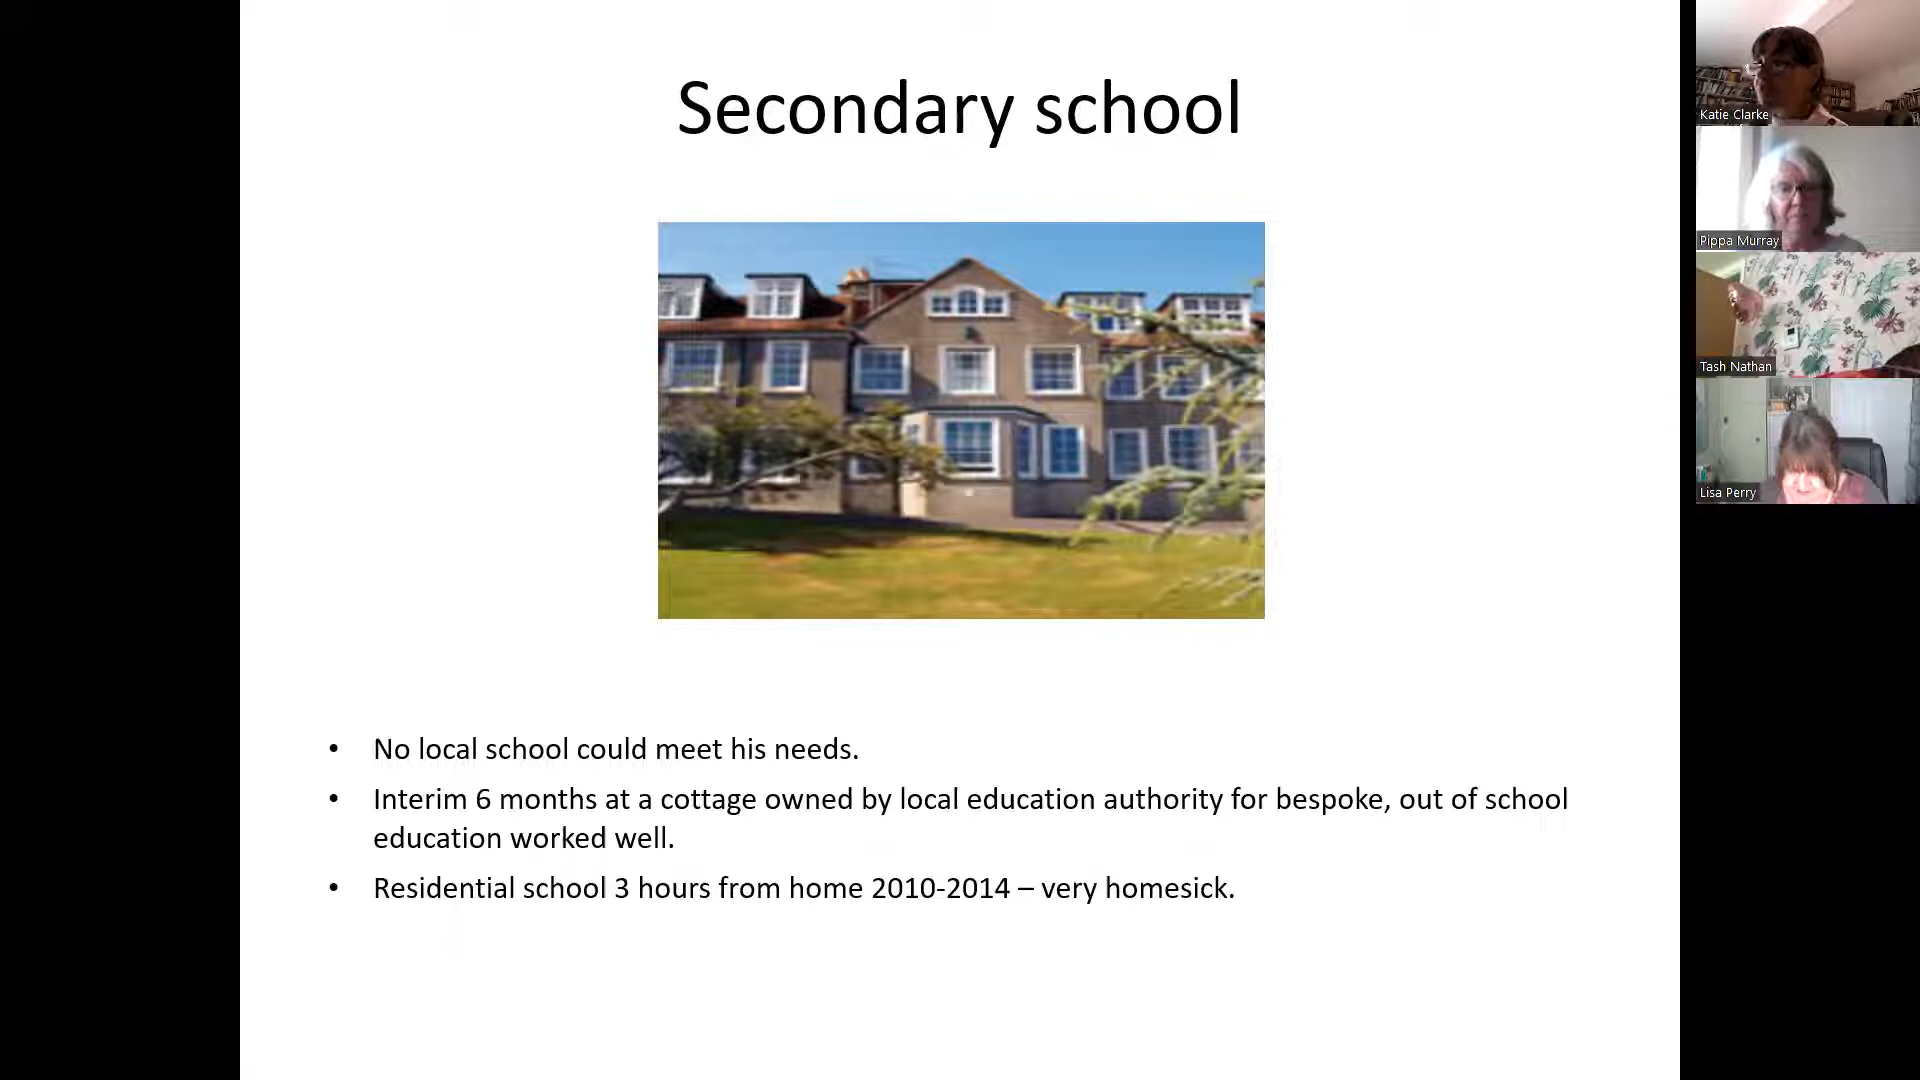 Secondary school
• No local school could meet his needs.
• Interim 6 months at a cottage owned by local education authority for bespoke, out of school
education worked well.
• Residential school 3 hours from home 2010-2014 – very homesick.
Katie Clarke
Pippa Murray
Tash Nathan
Lisa Perry